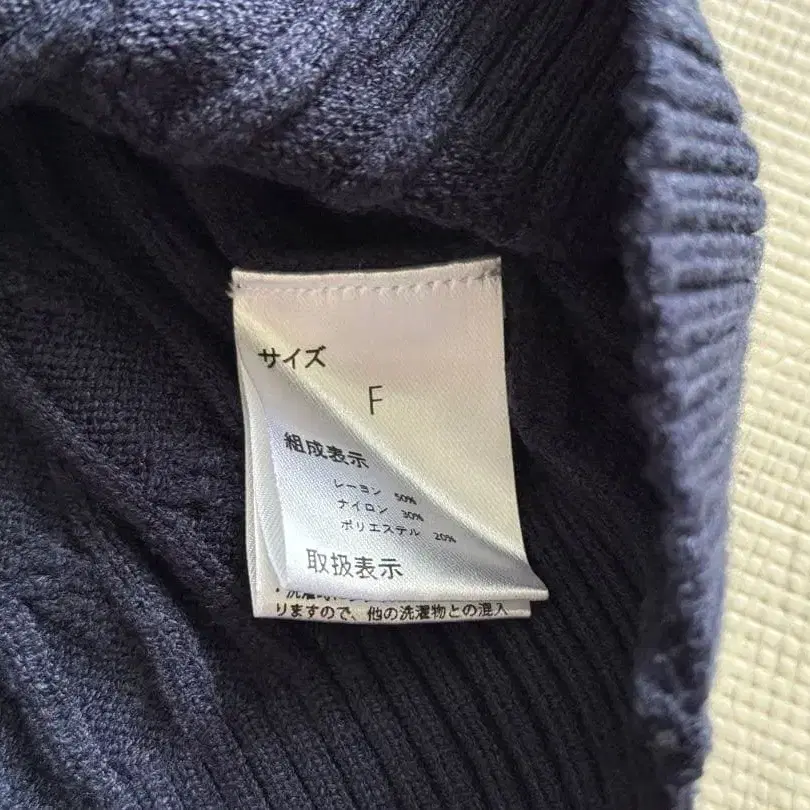 サイズ
F
組成表示
レーヨン 50%
ナイロン 30%
ポリエステル 20%
取扱表示
りますので、他の洗濯物との混入